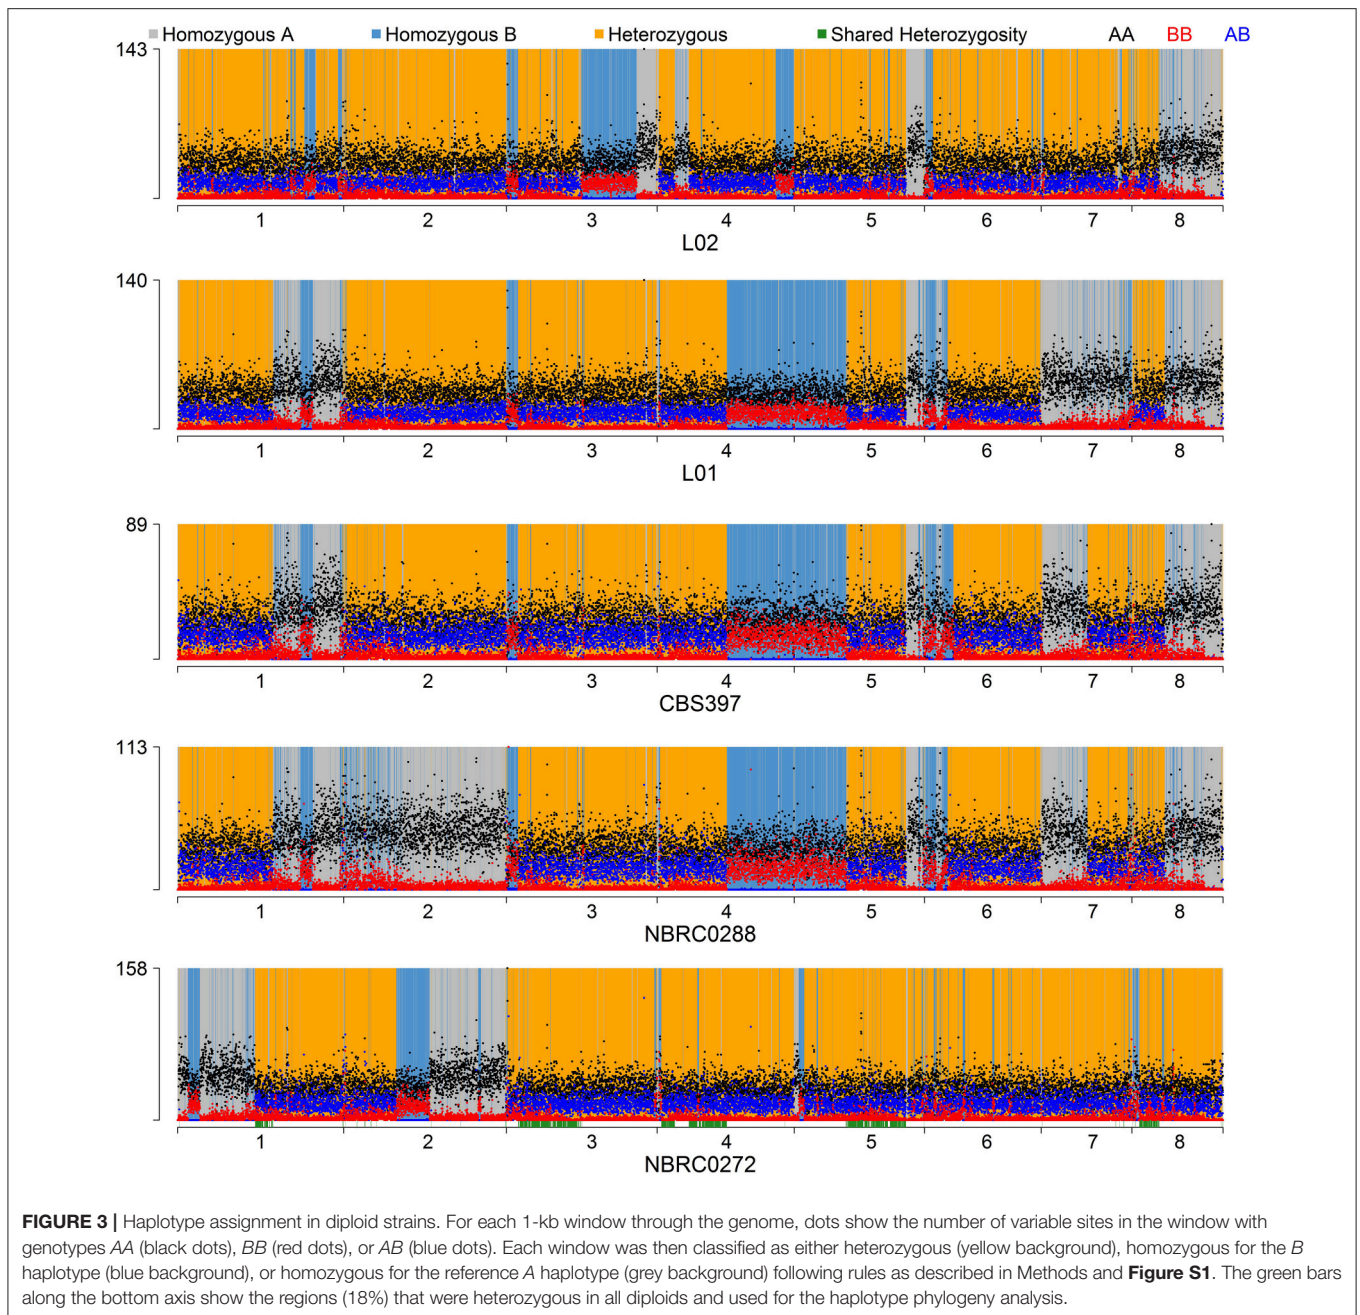 Homozygous A Homozygous B Heterozygous Shared Heterozygosity AA BB AB
143
1 2 3 4 5 6 7 8
L02
140
1 2 3 4 5 6 7 8
L01
89
1 2 3 4 5 6 7 8
CBS397
113
1 2 3 4 5 6 7 8
NBRC0288
158
1 2 3 4 5 6 7 8
NBRC0272
FIGURE 3 | Haplotype assignment in diploid strains. For each 1-kb window through the genome, dots show the number of variable sites in the window with
genotypes AA (black dots), BB (red dots), or AB (blue dots). Each window was then classified as either heterozygous (yellow background), homozygous for the B
haplotype (blue background), or homozygous for the reference A haplotype (grey background) following rules as described in Methods and Figure S1. The green bars
along the bottom axis show the regions (18%) that were heterozygous in all diploids and used for the haplotype phylogeny analysis.